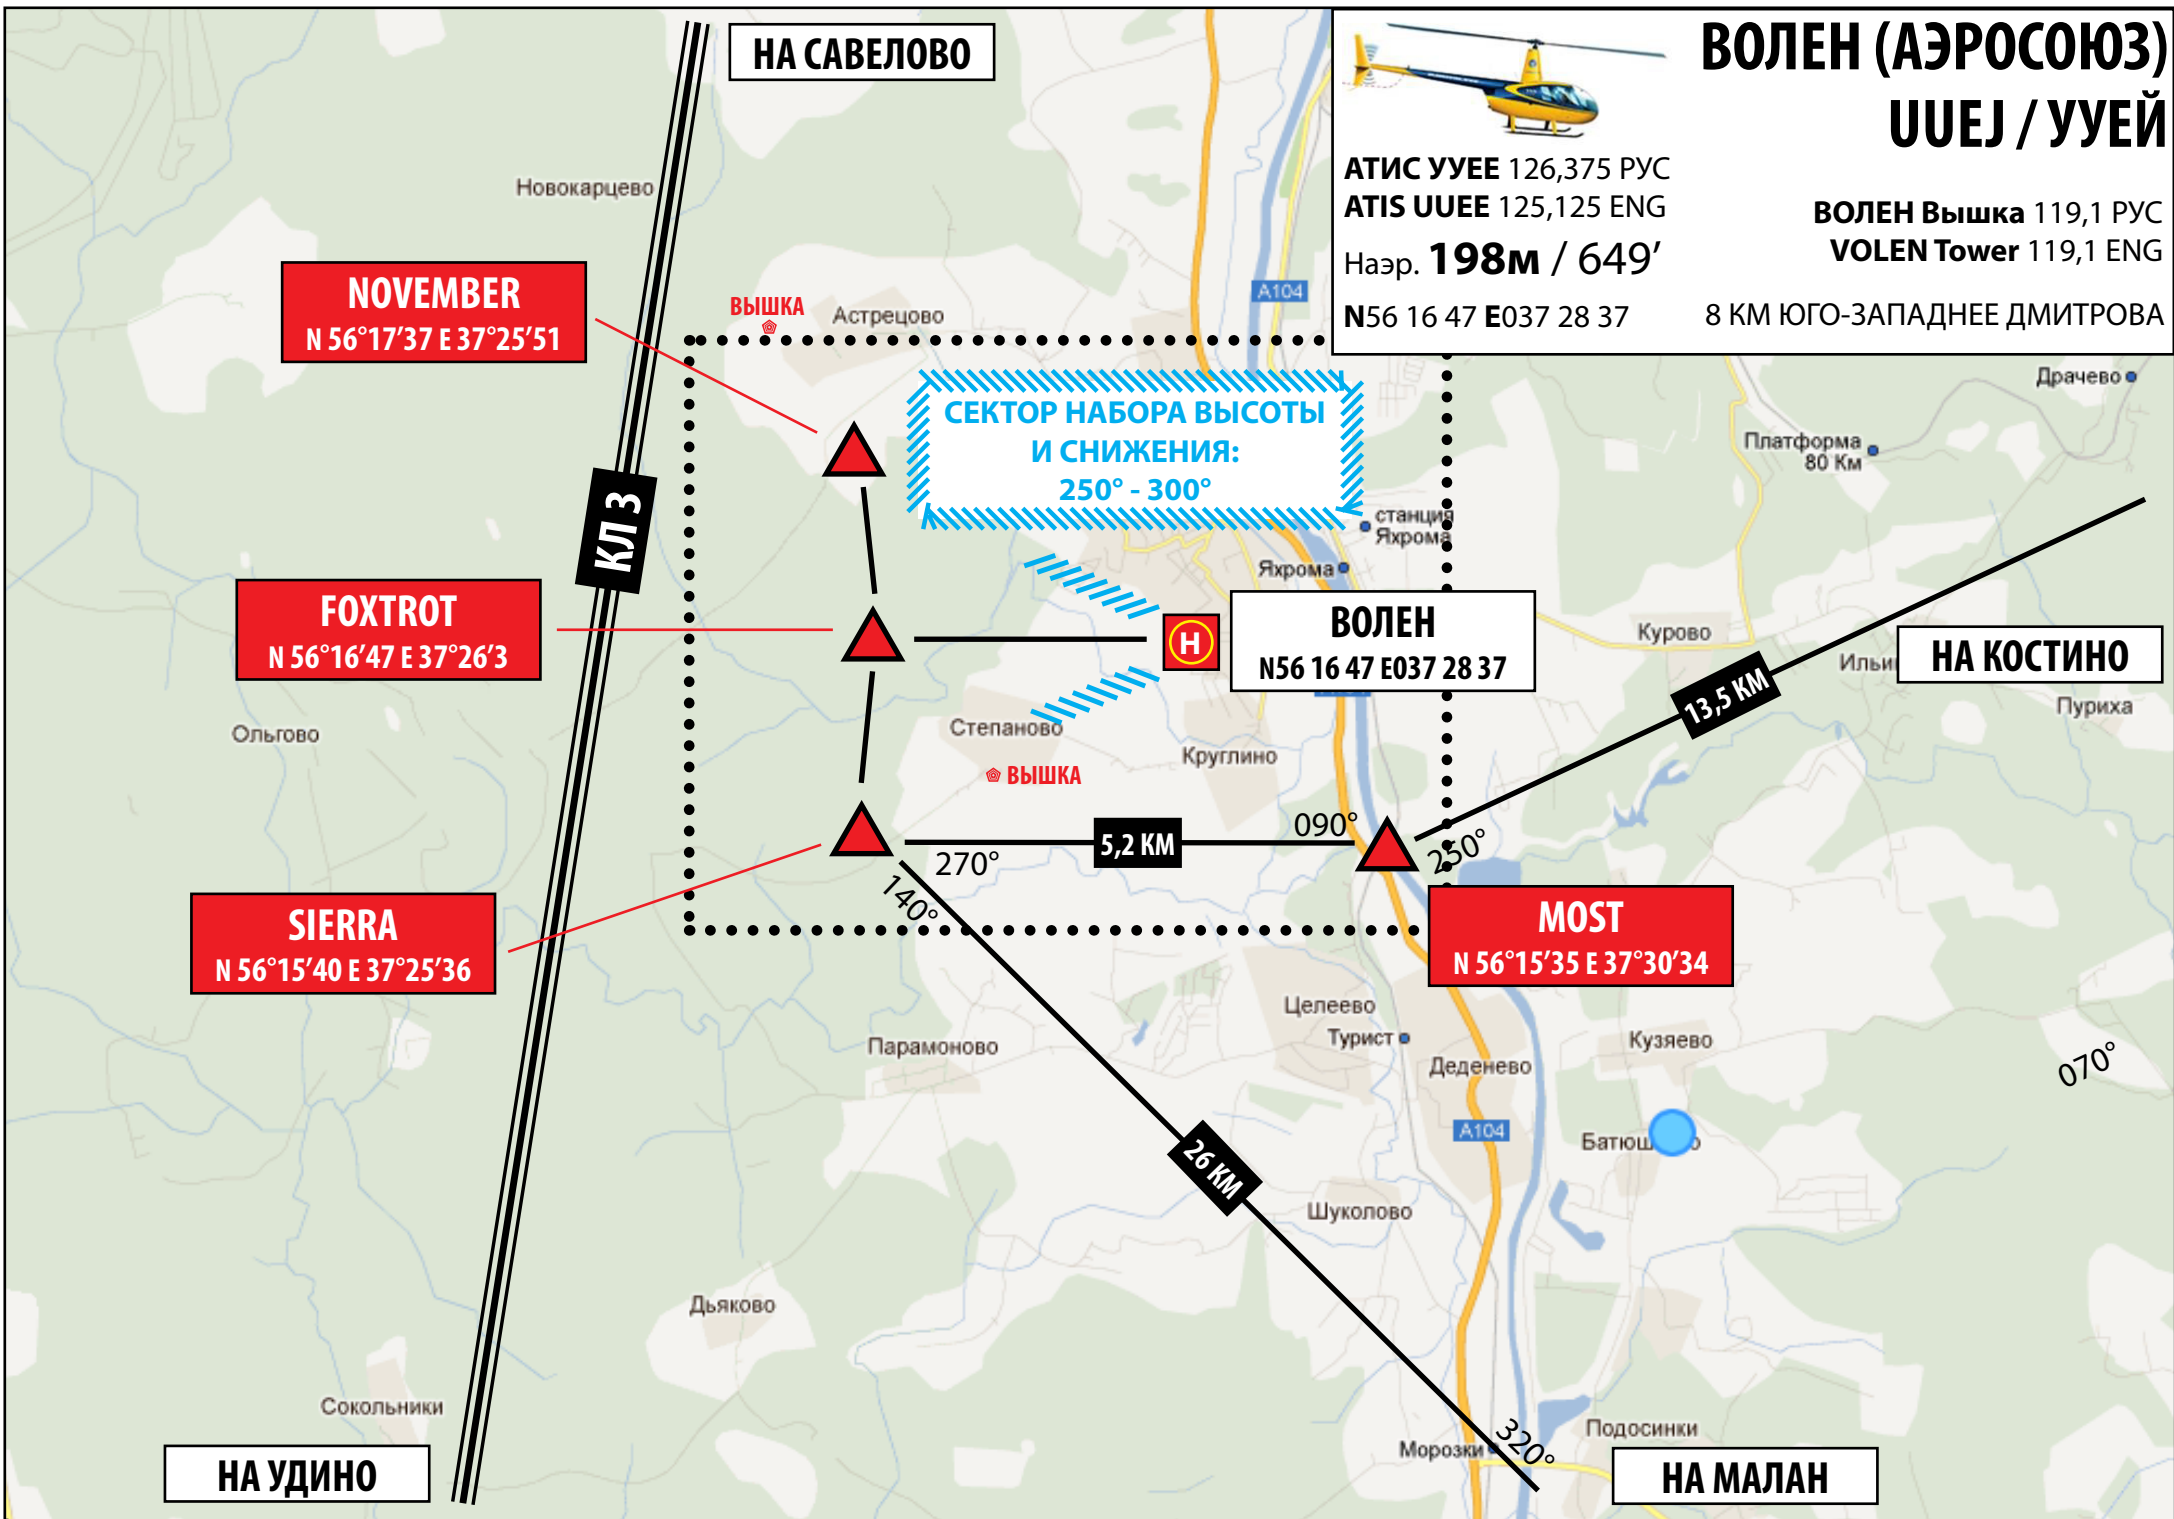 НА САВЕЛОВО
ВОЛЕН (АЭРОСОЮЗ)
UUEJ / УУЕЙ
АТИС УУЕЕ 126,375 РУС
ATIS UUEE 125,125 ENG
ВОЛЕН Вышка 119,1 РУС
VOLEN Tower 119,1 ENG
Наэр. 198м / 649’
N56 16 47 E037 28 37
8 КМ ЮГО-ЗАПАДНЕЕ ДМИТРОВА
Новокарцево
NOVEMBER
N 56°17’37 E 37°25’51
ВЫШКА
Астрецово
A104
Драчево
СЕКТОР НАБОРА ВЫСОТЫ
И СНИЖЕНИЯ:
250° - 300°
Платформа
80 Км
КЛ 3
станция
Яхрома
Яхрома
FOXTROT
N 56°16’47 E 37°26’3
H
ВОЛЕН
N56 16 47 E037 28 37
Курово
Ильи
НА КОСТИНО
13,5 КМ
Пуриха
Ольгово
Степаново
Круглино
ВЫШКА
5,2 КМ
090°
270°
250°
140°
SIERRA
N 56°15’40 E 37°25’36
MOST
N 56°15’35 E 37°30’34
Целеево
Турист
Парамоново
Кузяево
Деденево
070°
A104
Батюш
о
26 КМ
Шуколово
Дьяково
Сокольники
Подосинки
Морозки
320°
НА УДИНО
НА МАЛАН